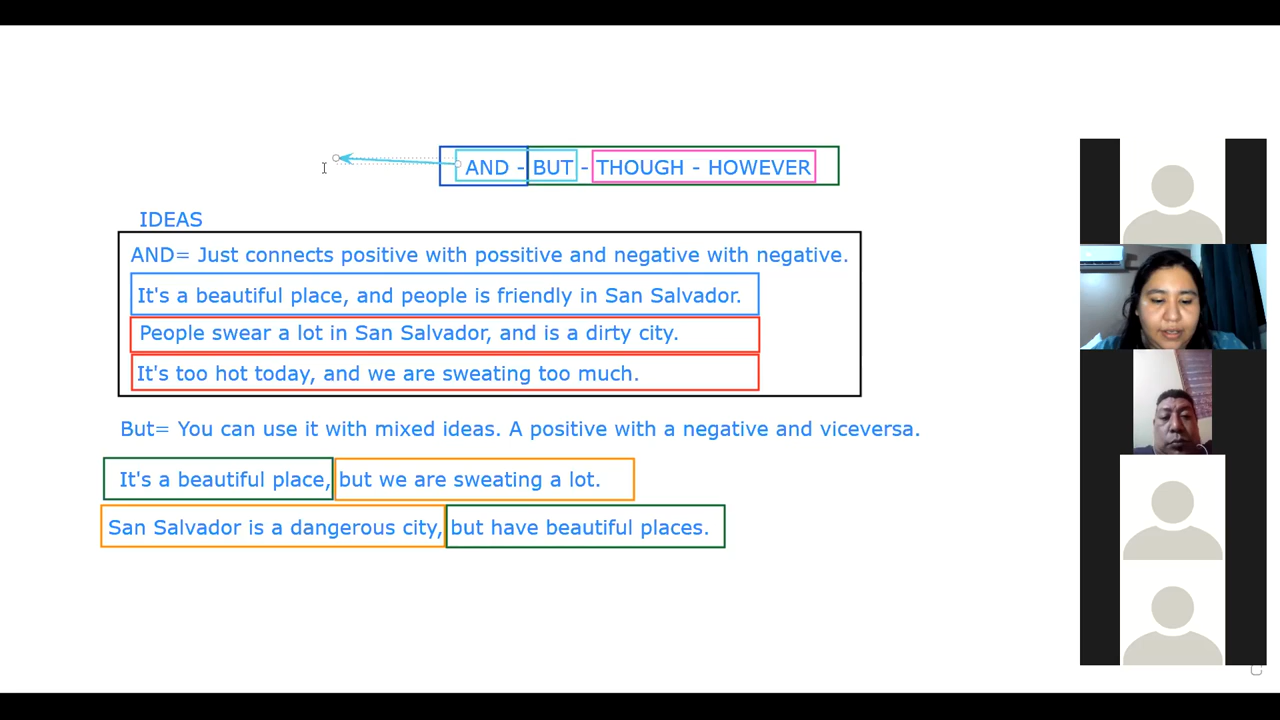 AND - BUT - THOUGH - HOWEVER
IDEAS
AND= Just connects positive with possitive and negative with negative.
It's a beautiful place, and people is friendly in San Salvador.
People swear a lot in San Salvador, and is a dirty city.
It's too hot today, and we are sweating too much.
But= You can use it with mixed ideas. A positive with a negative and viceversa.
It's a beautiful place, but we are sweating a lot.
San Salvador is a dangerous city, but have beautiful places.